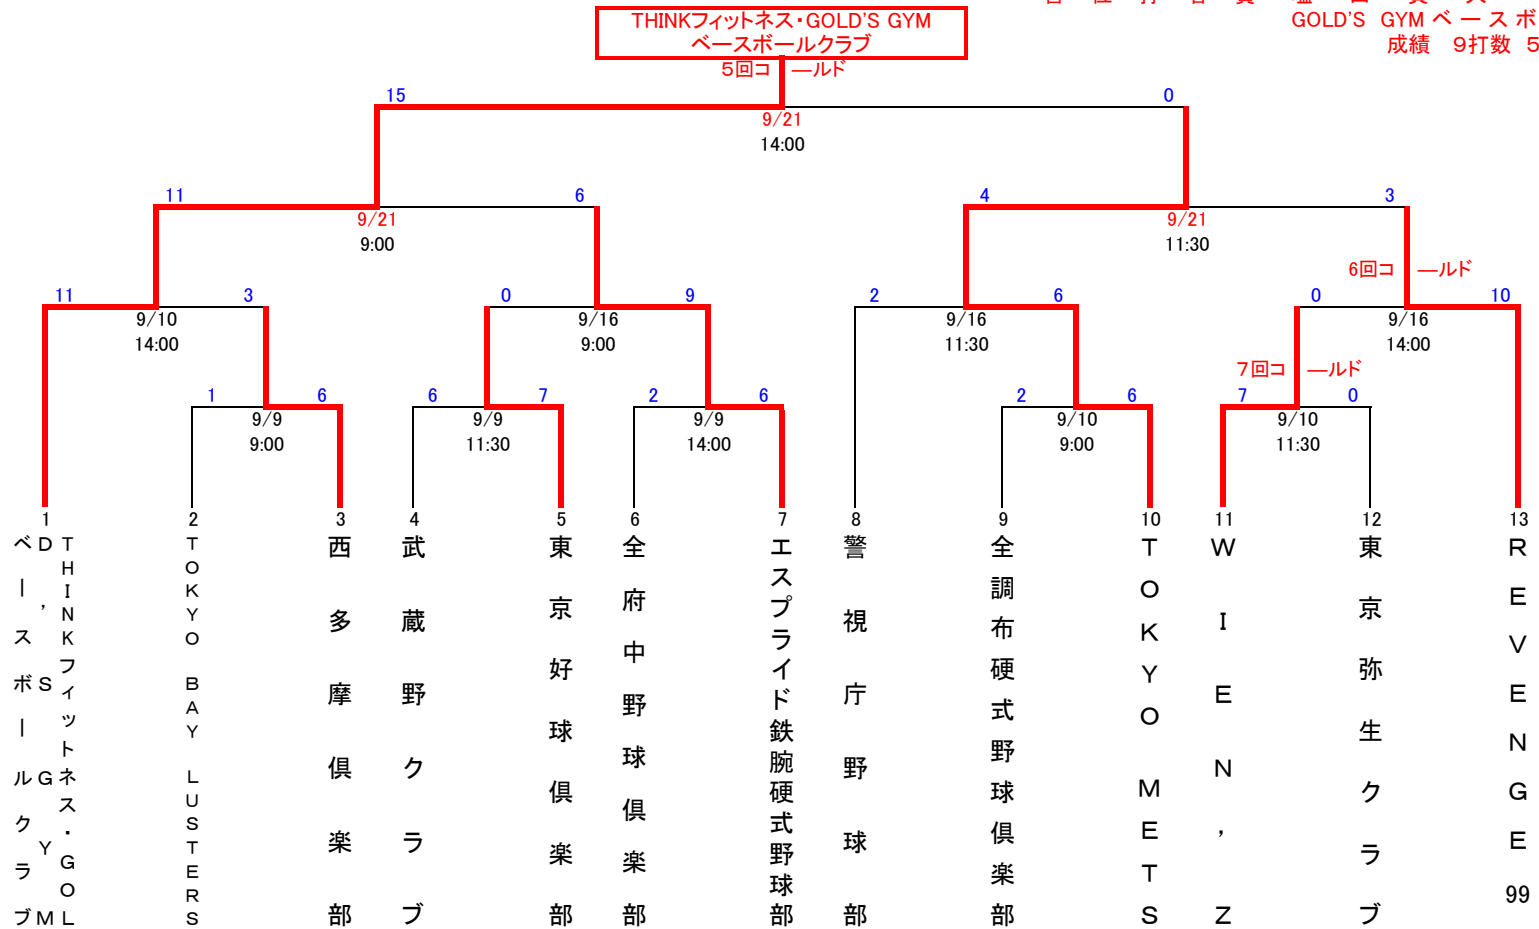 THINKフィットネス・GOLD'S GYM
ベースボールクラブ
GOLD'S GYM ベースボ
成績 9打数 5
5回コールド
15
0
9/21
14:00
11
6
9/21
9:00
4
3
9/21
11:30
6回コールド
11
3
9/10
14:00
0
9
9/16
9:00
2
6
9/16
11:30
0
10
9/16
14:00
7回コールド
1
6
9/9
9:00
6
7
9/9
11:30
2
6
9/9
14:00
2
6
9/10
9:00
7
0
9/10
11:30
1
THINKフィットネス・GOL
D'S GYM
ベースボールクラブ
2
TOKYO BAY LUSTERS
3
西多摩倶楽部
4
武蔵野クラブ
5
東京好球倶楽部
6
全府中野球倶楽部
7
エスプライド鉄腕硬式野球部
8
警視庁野球部
9
全調布硬式野球倶楽部
10
TOKYO METS
11
WIEN'Z
12
東京弥生クラブ
13
REVENGE 99